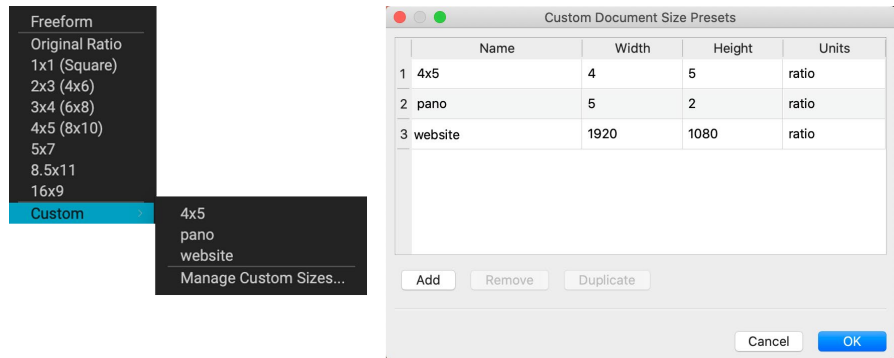 Freeform
Original Ratio
1x1 (Square)
2x3 (4x6)
3x4 (6x8)
4x5 (8x10)
5x7
8.5x11
16x9
Custom
4x5
pano
website
Manage Custom Sizes...
Custom Document Size Presets
Name Width Height Units
1 4x5 4 5 ratio
2 pano 5 2 ratio
3 website 1920 1080 ratio
Add Remove Duplicate
Cancel OK